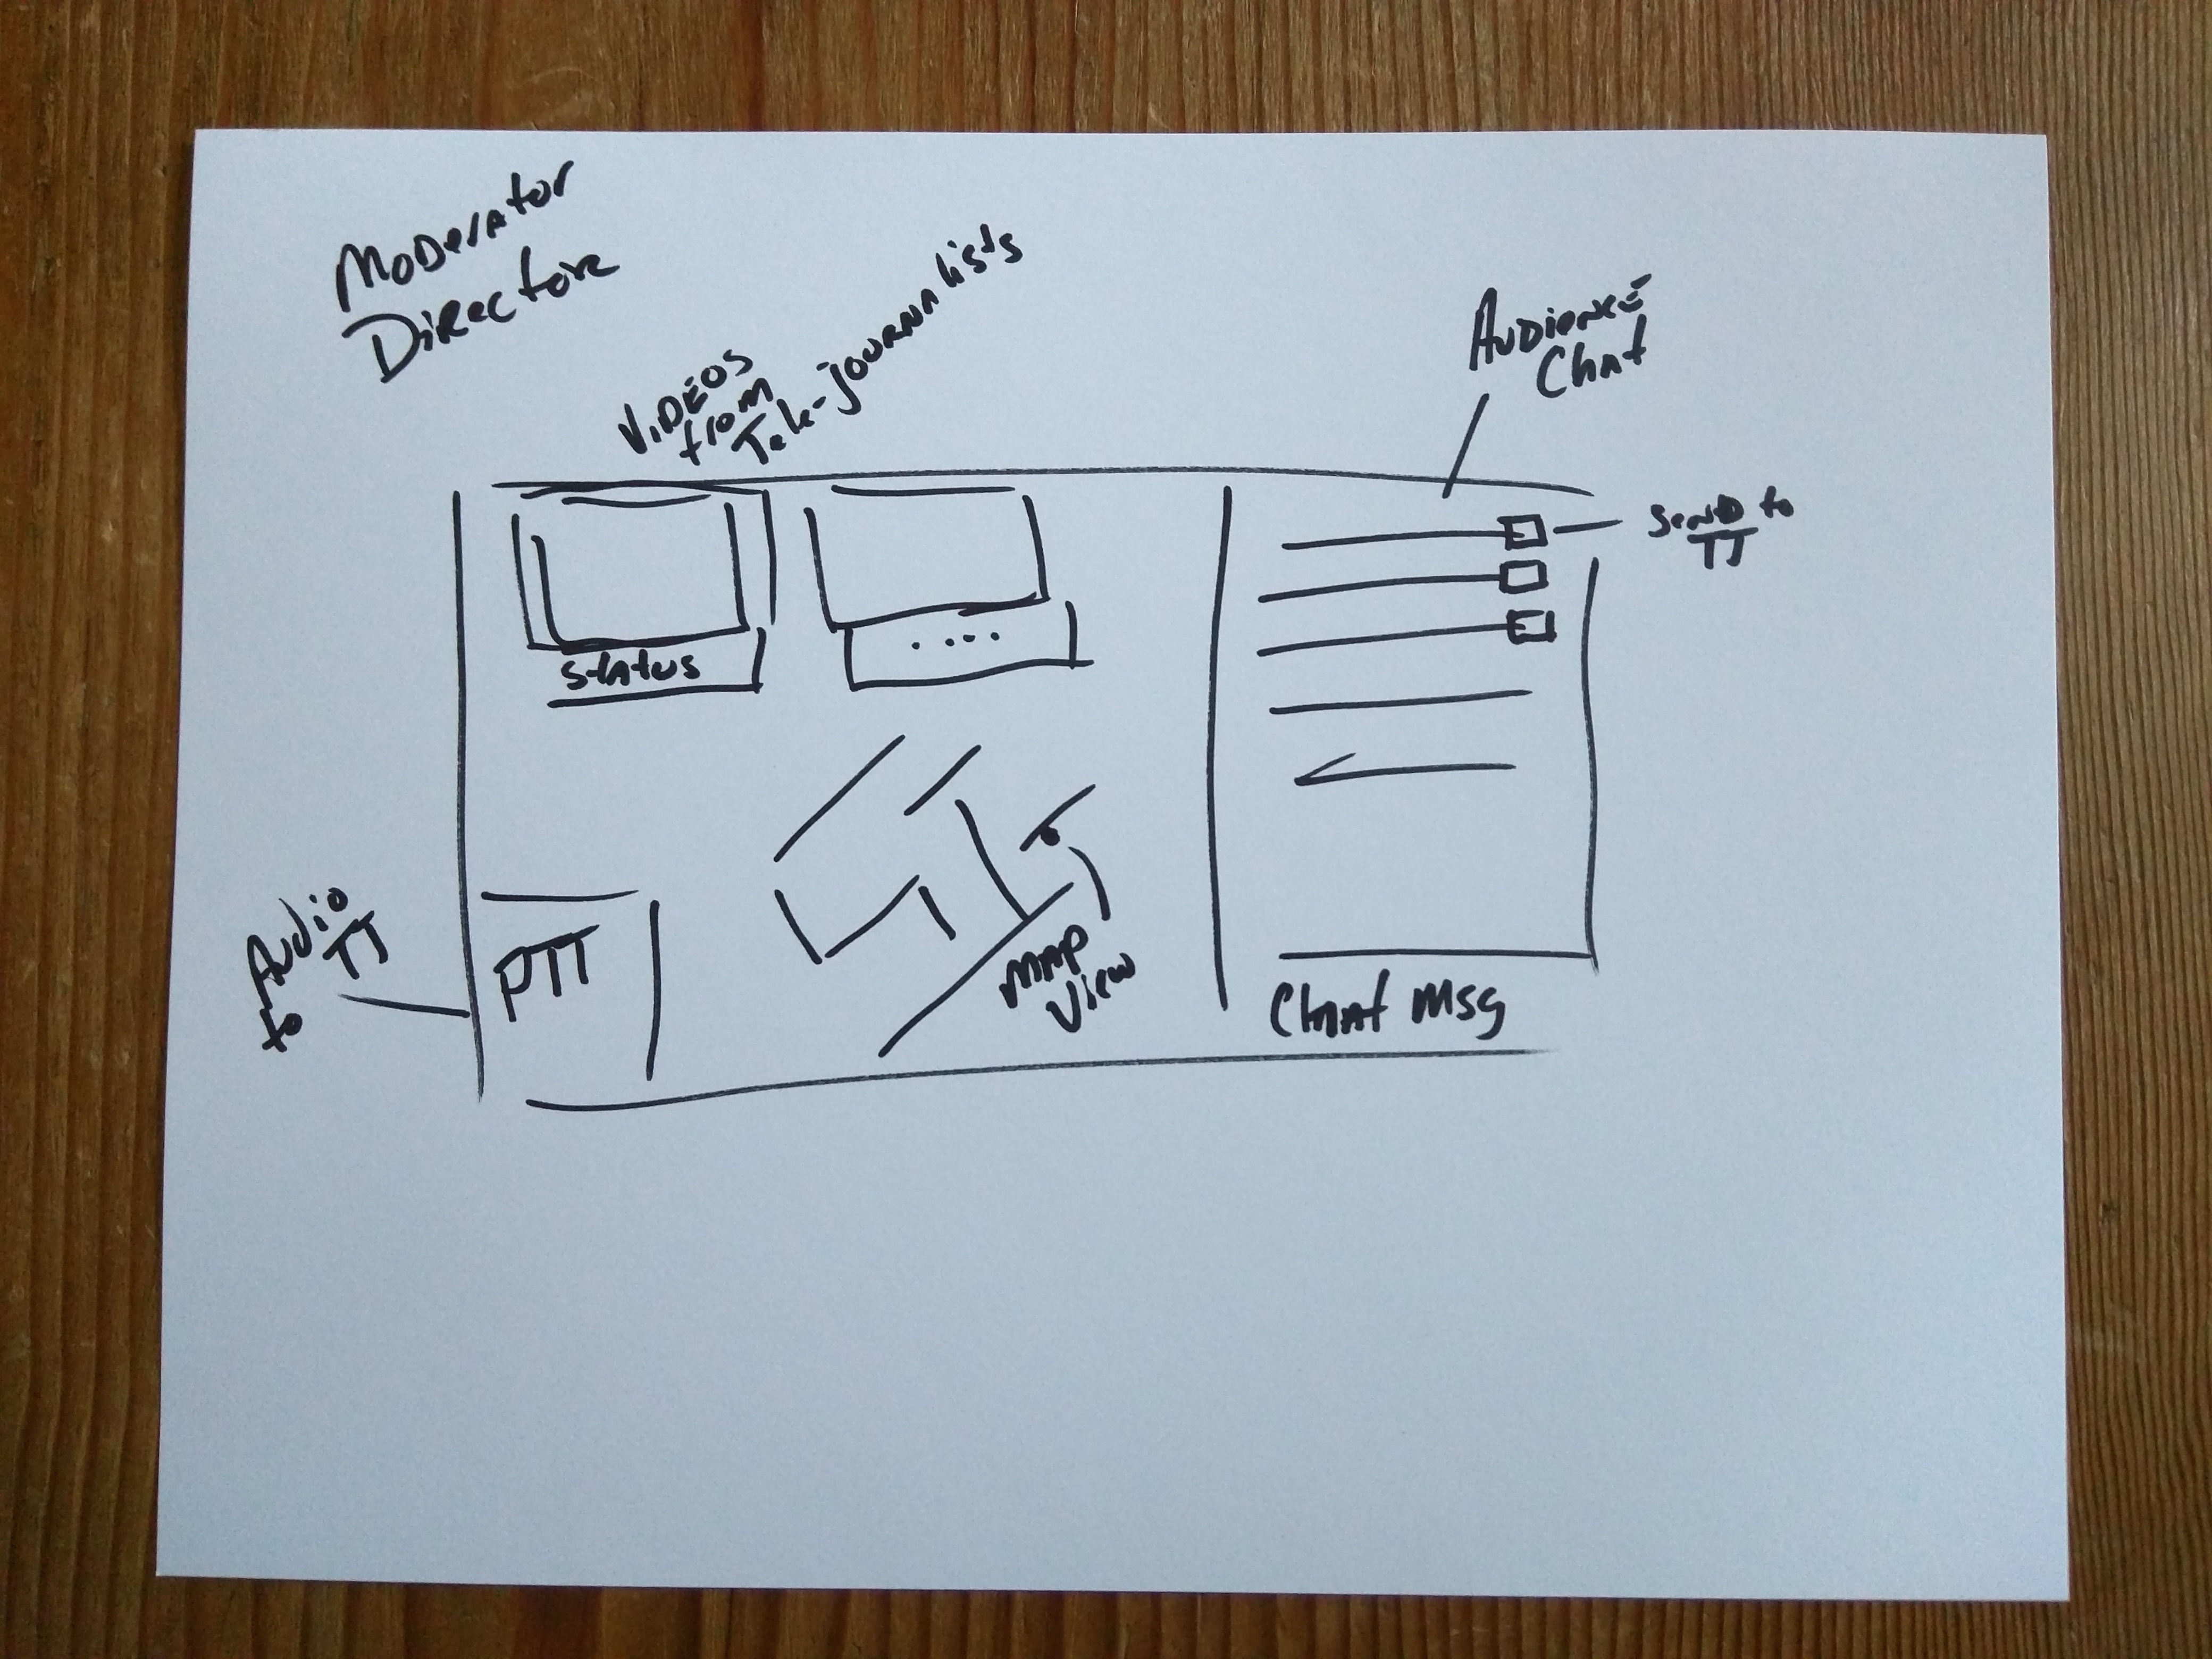 Moderator
Director
Videos
from
Tele-journalists
Audience
Chat
Send to
TJ
Status
Audio
to TJ
PTT
Map
View
Chat Msg